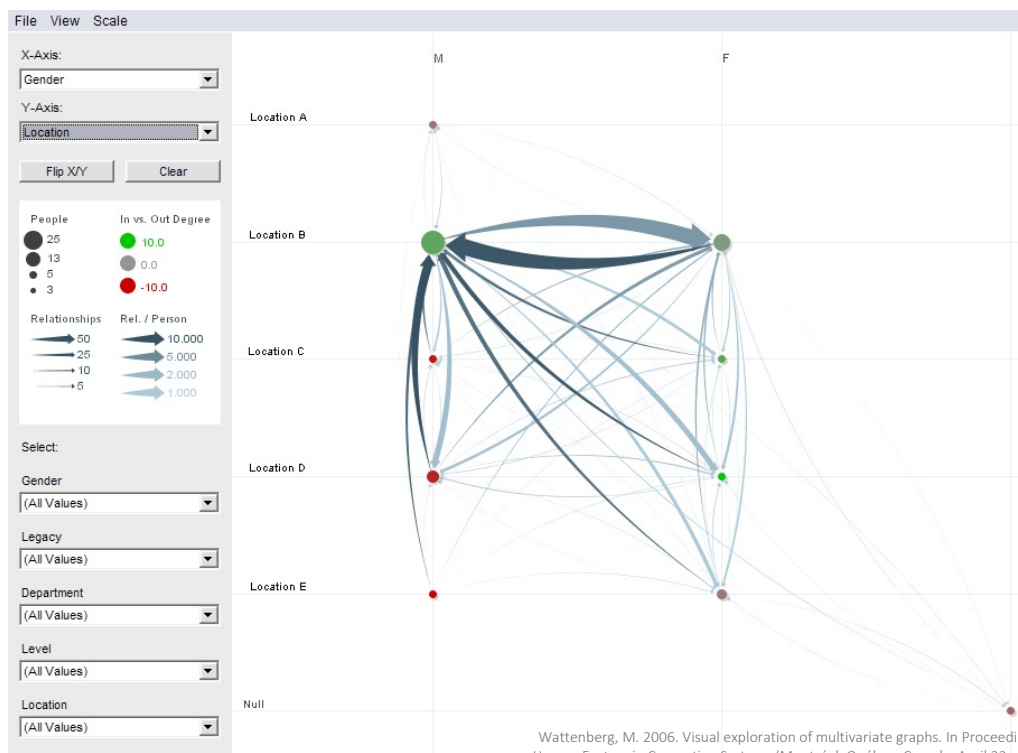 File View Scale
X-Axis:
Gender
Y-Axis:
Location
Flip X/Y Clear
People In vs. Out Degree
25 10.0
13 0.0
5 -10.0
3
Relationships Rel. / Person
50 10.000
25 5.000
10 2.000
5 1.000
Select:
Gender
(All Values)
Legacy
(All Values)
Department
(All Values)
Level
(All Values)
Location
(All Values)
M F
Location A
Location B
Location C
Location D
Location E
Null
Wattenberg, M. 2006. Visual exploration of multivariate graphs. In Proceedi